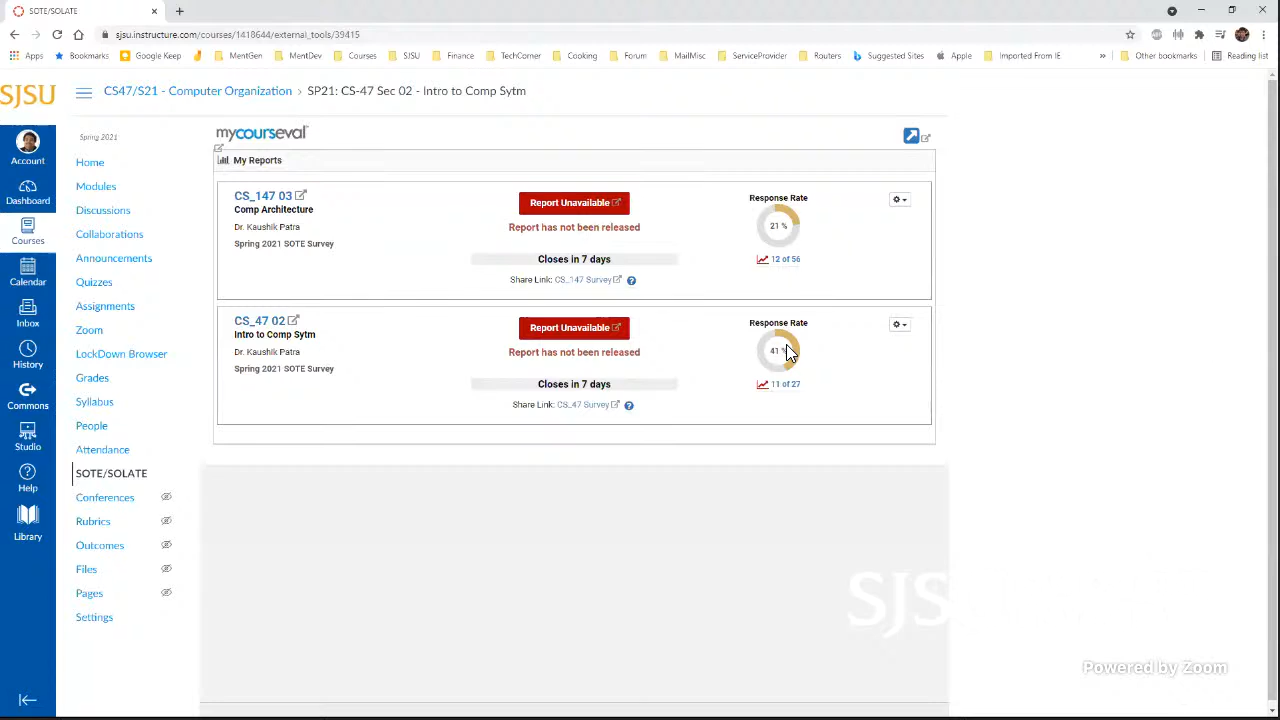 SOTE/SOLATE
sjsu.instructure.com/courses/1418644/external_tools/39415
Apps
Bookmarks
Google Keep
MentGen
MentDev
Courses
SJSU
Finance
TechCorner
Cooking
Forum
MailMisc
ServiceProvider
Routers
Suggested Sites
Apple
Imported From IE
»
Other bookmarks
Reading list
SJSU
CS47/S21 - Computer Organization › SP21: CS-47 Sec 02 - Intro to Comp Sytm
Account
Dashboard
Courses
Calendar
Inbox
History
Commons
Studio
Help
Library
Spring 2021
Home
Modules
Discussions
Collaborations
Announcements
Quizzes
Assignments
Zoom
LockDown Browser
Grades
Syllabus
People
Attendance
SOTE/SOLATE
Conferences
Rubrics
Outcomes
Files
Pages
Settings
mycourseval
My Reports
CS_147 03
Comp Architecture
Dr. Kaushik Patra
Spring 2021 SOTE Survey
Report Unavailable
Report has not been released
Closes in 7 days
Share Link: CS_147 Survey
Response Rate
21 %
12 of 56
CS_47 02
Intro to Comp Sytm
Dr. Kaushik Patra
Spring 2021 SOTE Survey
Report Unavailable
Report has not been released
Closes in 7 days
Share Link: CS_47 Survey
Response Rate
41 %
11 of 27
Powered by Zoom